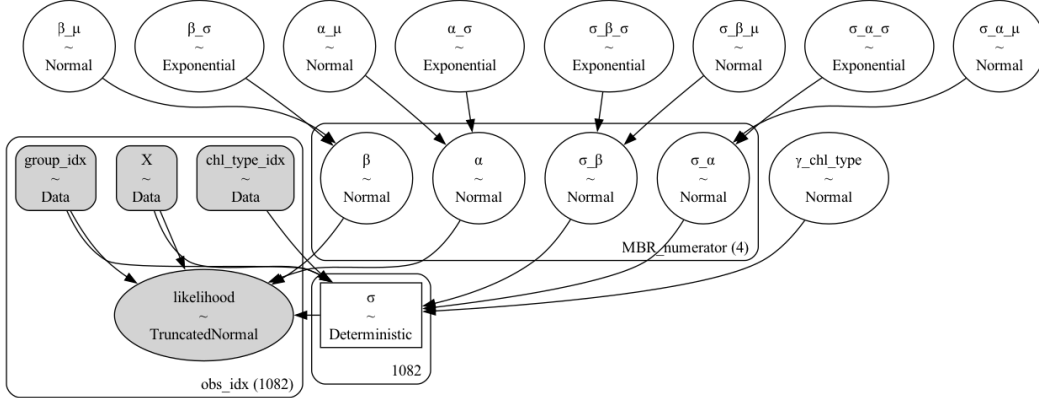 β_μ
~
Normal
β_σ
~
Exponential
α_μ
~
Normal
α_σ
~
Exponential
σ_β_σ
~
Exponential
σ_β_μ
~
Normal
σ_α_σ
~
Exponential
σ_α_μ
~
Normal
group_idx
~
Data
X
~
Data
chl_type_idx
~
Data
β
~
Normal
α
~
Normal
σ_β
~
Normal
σ_α
~
Normal
γ_chl_type
~
Normal
MBR_numerator (4)
likelihood
~
TruncatedNormal
σ
~
Deterministic
1082
obs_idx (1082)